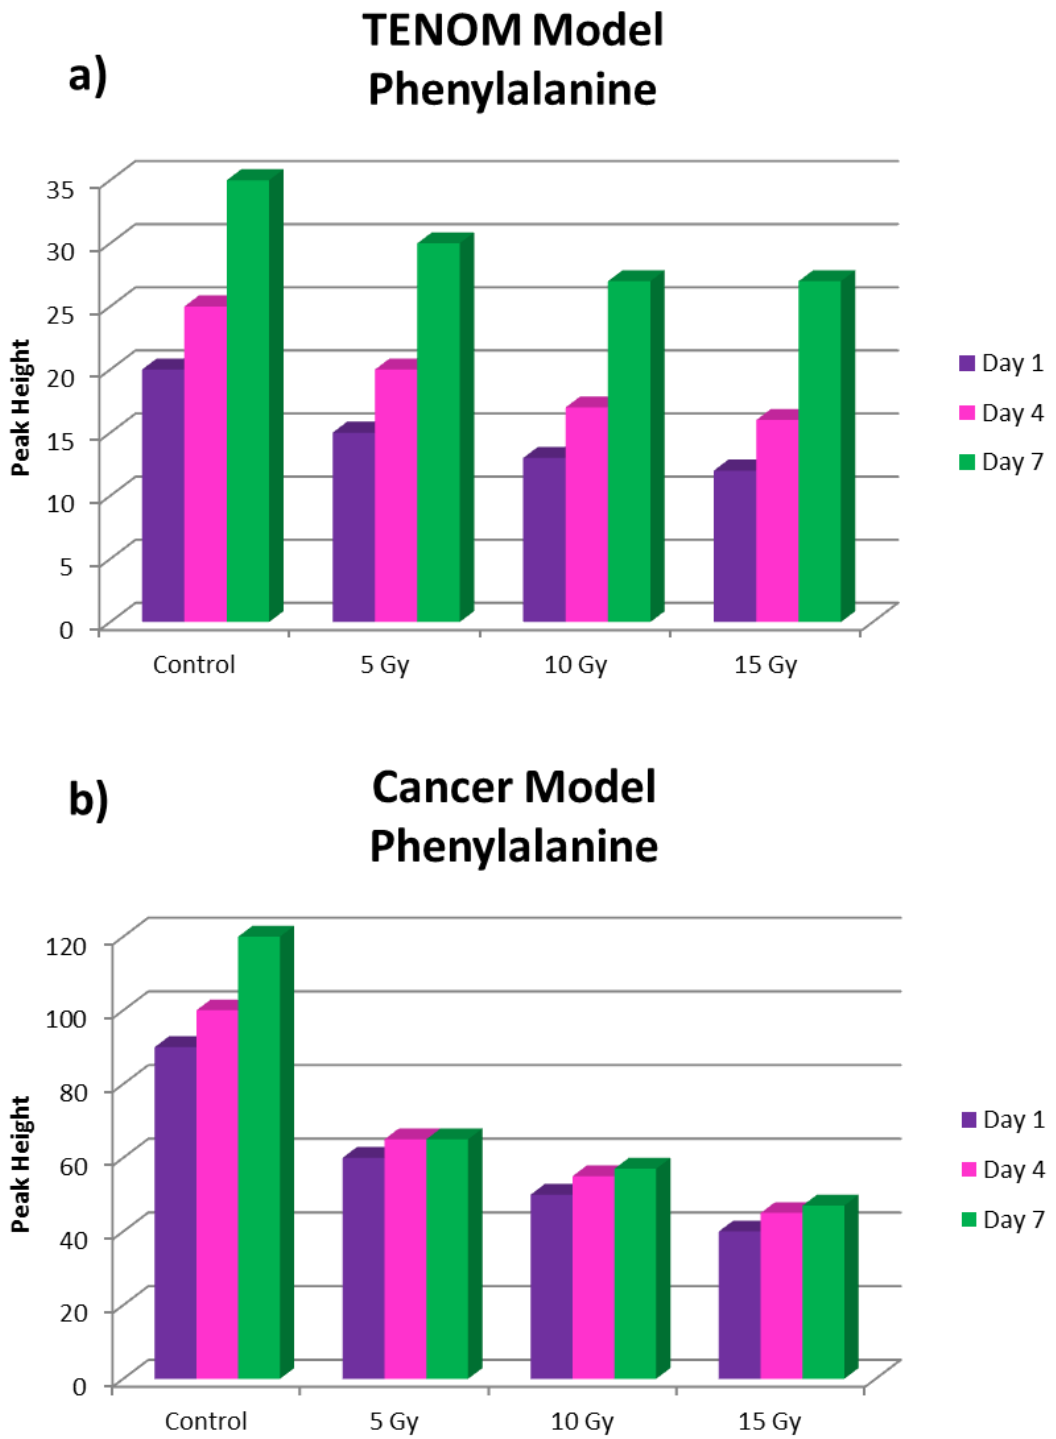 TENOM Model
a)
Phenylalanine
35
30
25
20
15
10
5
0
Peak Height
Control
5 Gy
10 Gy
15 Gy
Day 1
Day 4
Day 7
Cancer Model
b)
Phenylalanine
120
100
80
60
40
20
0
Peak Height
Control
5 Gy
10 Gy
15 Gy
Day 1
Day 4
Day 7